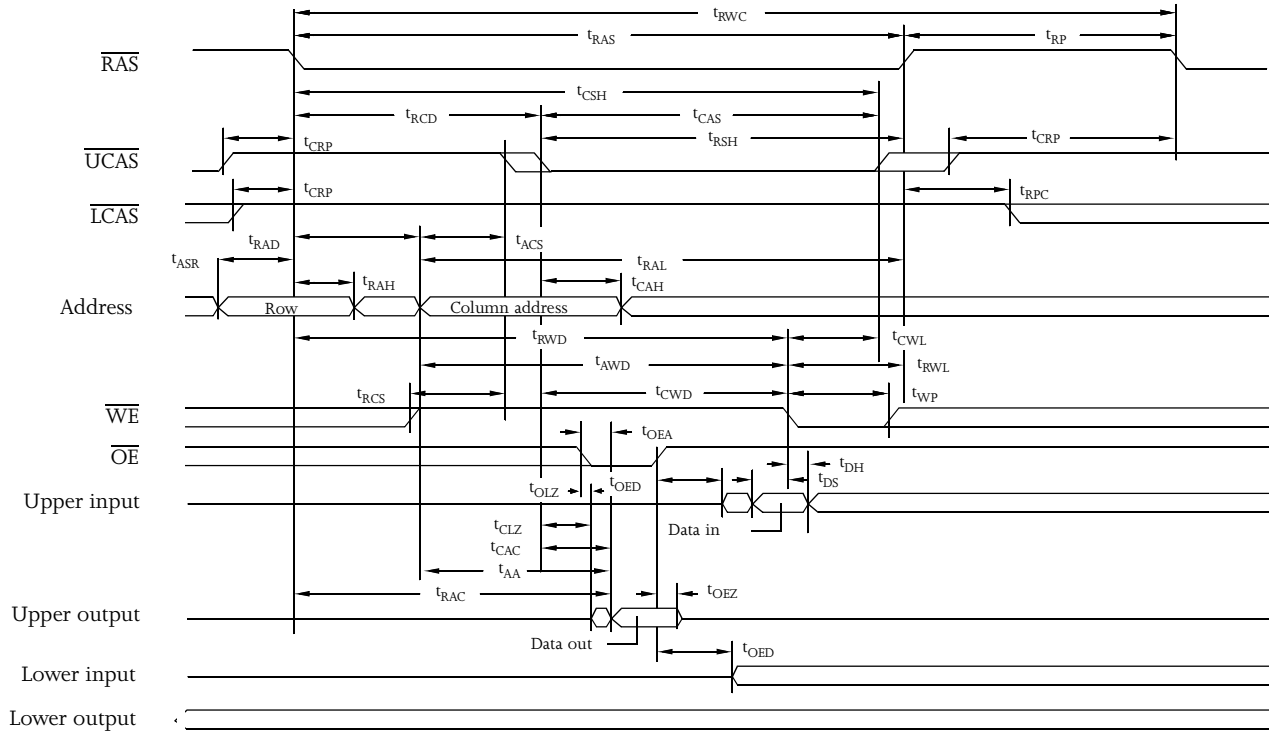 tRWC
tRAS tRP
RAS
tCSH
tRCD tCAS
tCRP tRSH tCRP
UCAS
tCRP tRPC
LCAS
tRAD tACS
tASR tRAL
tRAH tCAH
Address Row Column address
tRWD tCWL
tAWD tRWL
tRCS tCWD tWP
WE
tOEA
OE
tDH
tOLZ tOED tDS
Upper input
tCLZ Data in
tCAC
tAA
tRAC tOEZ
Upper output
Data out
tOED
Lower input
Lower output